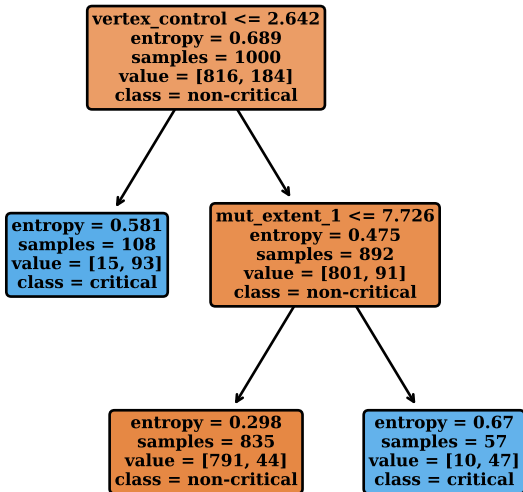 vertex_control <= 2.642
entropy = 0.689
samples = 1000
value = [816, 184]
class = non-critical
entropy = 0.581
samples = 108
value = [15, 93]
class = critical
mut_extent_1 <= 7.726
entropy = 0.475
samples = 892
value = [801, 91]
class = non-critical
entropy = 0.298
samples = 835
value = [791, 44]
class = non-critical
entropy = 0.67
samples = 57
value = [10, 47]
class = critical